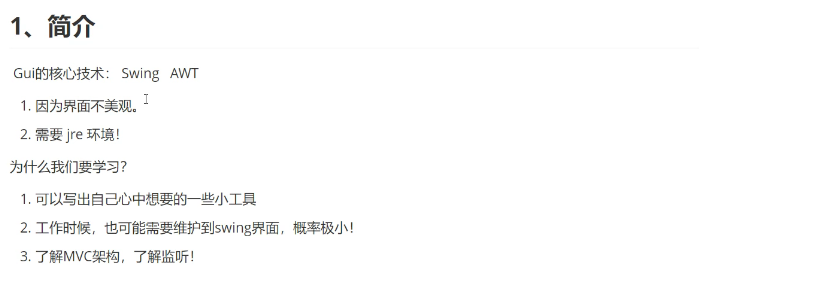 1、简介
Gui的核心技术： Swing AWT
1. 因为界面不美观。
2. 需要 jre 环境！
为什么我们要学习？
1. 可以写出自己心中想要的一些小工具
2. 工作时候，也可能需要维护到swing界面，概率极小！
3. 了解MVC架构，了解监听！